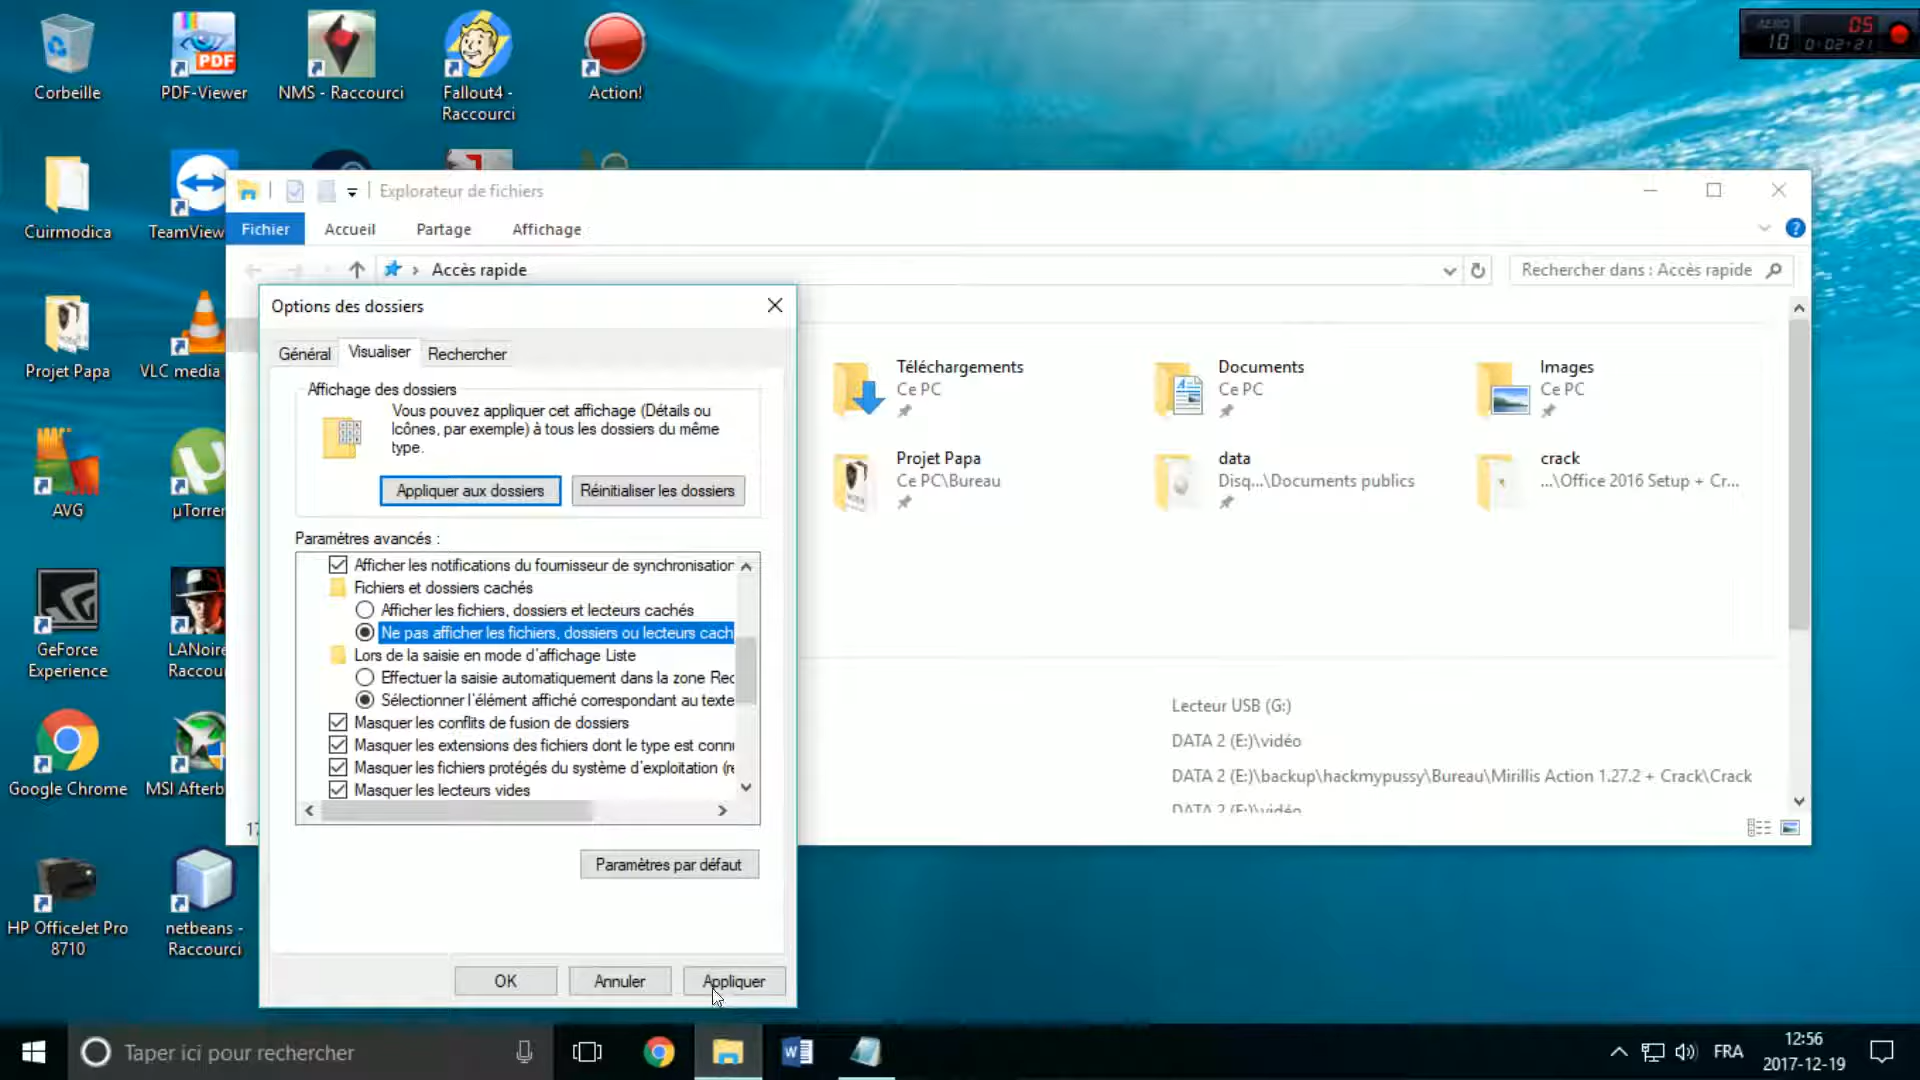 Corbeille
PDF-Viewer
NMS - Raccourci
Fallout4 -
Raccourci
Action!
10
05
0:02:21
Cuirmodica
TeamView
Projet Papa
VLC media
AVG
µTorren
GeForce
Experience
LANoire
Raccou
Google Chrome
MSI Afterb
HP OfficeJet Pro
8710
netbeans -
Raccourci
Explorateur de fichiers
Fichier
Accueil
Partage
Affichage
Accès rapide
Rechercher dans : Accès rapide
Téléchargements
Ce PC
Documents
Ce PC
Images
Ce PC
Projet Papa
Ce PC\Bureau
data
Disq...\Documents publics
crack
...\Office 2016 Setup + Cr...
Lecteur USB (G:)
DATA 2 (E:)\vidéo
DATA 2 (E:)\backup\hackmypussy\Bureau\Mirillis Action 1.27.2 + Crack\Crack
DATA 2 (E:)\vidéo
17
Options des dossiers
Général
Visualiser
Rechercher
Affichage des dossiers
Vous pouvez appliquer cet affichage (Détails ou
Icônes, par exemple) à tous les dossiers du même
type.
Appliquer aux dossiers
Réinitialiser les dossiers
Paramètres avancés :
Afficher les notifications du fournisseur de synchronisation
Fichiers et dossiers cachés
Afficher les fichiers, dossiers et lecteurs cachés
Ne pas afficher les fichiers, dossiers ou lecteurs cach
Lors de la saisie en mode d'affichage Liste
Effectuer la saisie automatiquement dans la zone Rec
Sélectionner l'élément affiché correspondant au texte
Masquer les conflits de fusion de dossiers
Masquer les extensions des fichiers dont le type est connu
Masquer les fichiers protégés du système d'exploitation (re
Masquer les lecteurs vides
Paramètres par défaut
OK
Annuler
Appliquer
Taper ici pour rechercher
FRA
12:56
2017-12-19